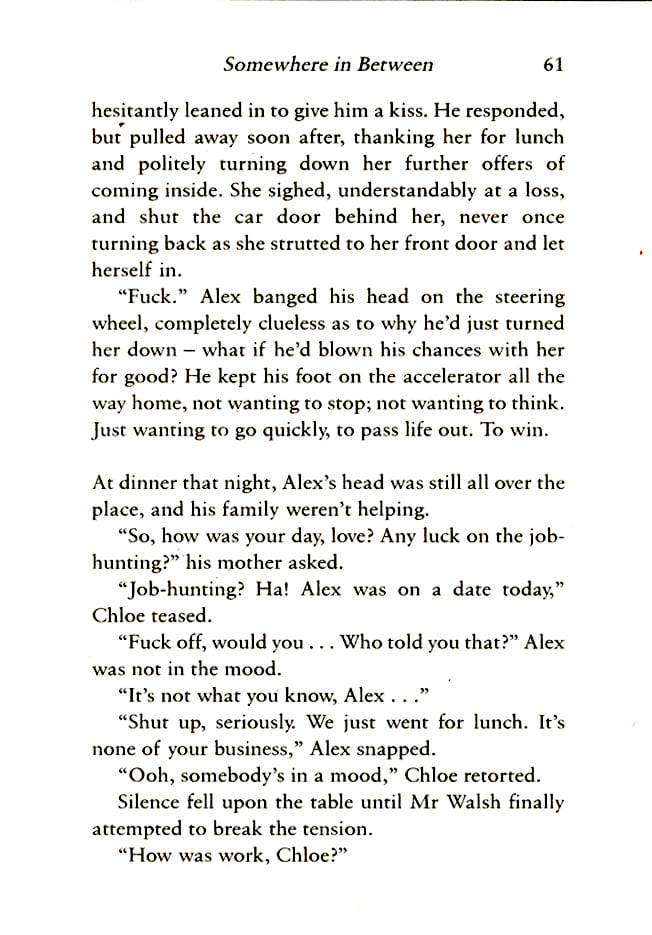 Somewhere in Between 61
hesitantly leaned in to give him a kiss. He responded,
but pulled away soon after, thanking her for lunch
and politely turning down her further offers of
coming inside. She sighed, understandably at a loss,
and shut the car door behind her, never once
turning back as she strutted to her front door and let
herself in.
“Fuck.” Alex banged his head on the steering
wheel, completely clueless as to why he’d just turned
her down – what if he’d blown his chances with her
for good? He kept his foot on the accelerator all the
way home, not wanting to stop; not wanting to think.
Just wanting to go quickly, to pass life out. To win.
At dinner that night, Alex’s head was still all over the
place, and his family weren’t helping.
“So, how was your day, love? Any luck on the job-
hunting?” his mother asked.
“Job-hunting? Ha! Alex was on a date today,”
Chloe teased.
“Fuck off, would you . . . Who told you that?” Alex
was not in the mood.
“It’s not what you know, Alex . . .”
“Shut up, seriously. We just went for lunch. It’s
none of your business,” Alex snapped.
“Ooh, somebody’s in a mood,” Chloe retorted.
Silence fell upon the table until Mr Walsh finally
attempted to break the tension.
“How was work, Chloe?”